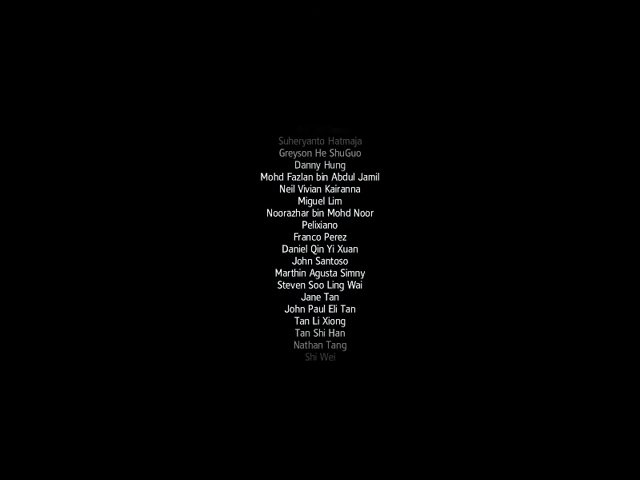 Suheryanto Hatmaja
Greyson He ShuGuo
Danny Hung
Mohd Fazlan bin Abdul Jamil
Neil Vivian Kairanna
Miguel Lim
Noorazhar bin Mohd Noor
Pelixiano
Franco Perez
Daniel Qin Yi Xuan
John Santoso
Marthin Agusta Simny
Steven Soo Ling Wai
Jane Tan
John Paul Eli Tan
Tan Li Xiong
Tan Shi Han
Nathan Tang
Shi Wei